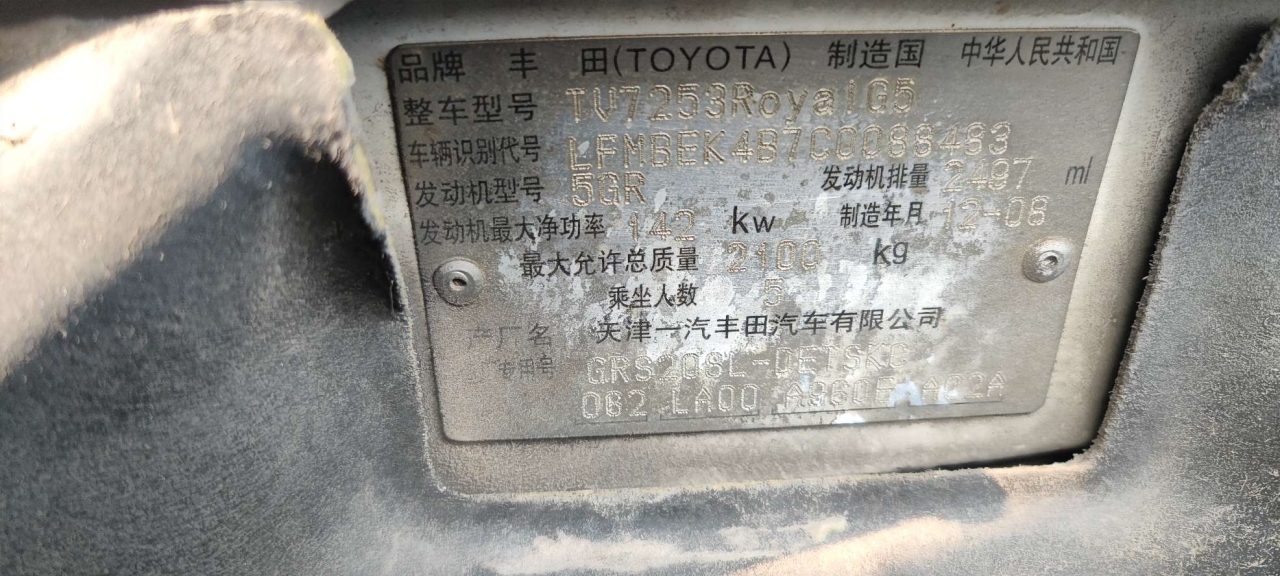 品牌 丰 田(TOYOTA) 制造国 中华人民共和国
整车型号 TV7253RoyalG5
车辆识别代号 LFMBEK4B7C0088483
发动机型号 5GR 发动机排量 2497 ml
发动机最大净功率 142 kw 制造年月 12-08
最大允许总质量 2100 kg
乘坐人数 5
产厂名 天津一汽丰田汽车有限公司
专用号 GRS208L-DETSKC
062 LA00 A960E A02A